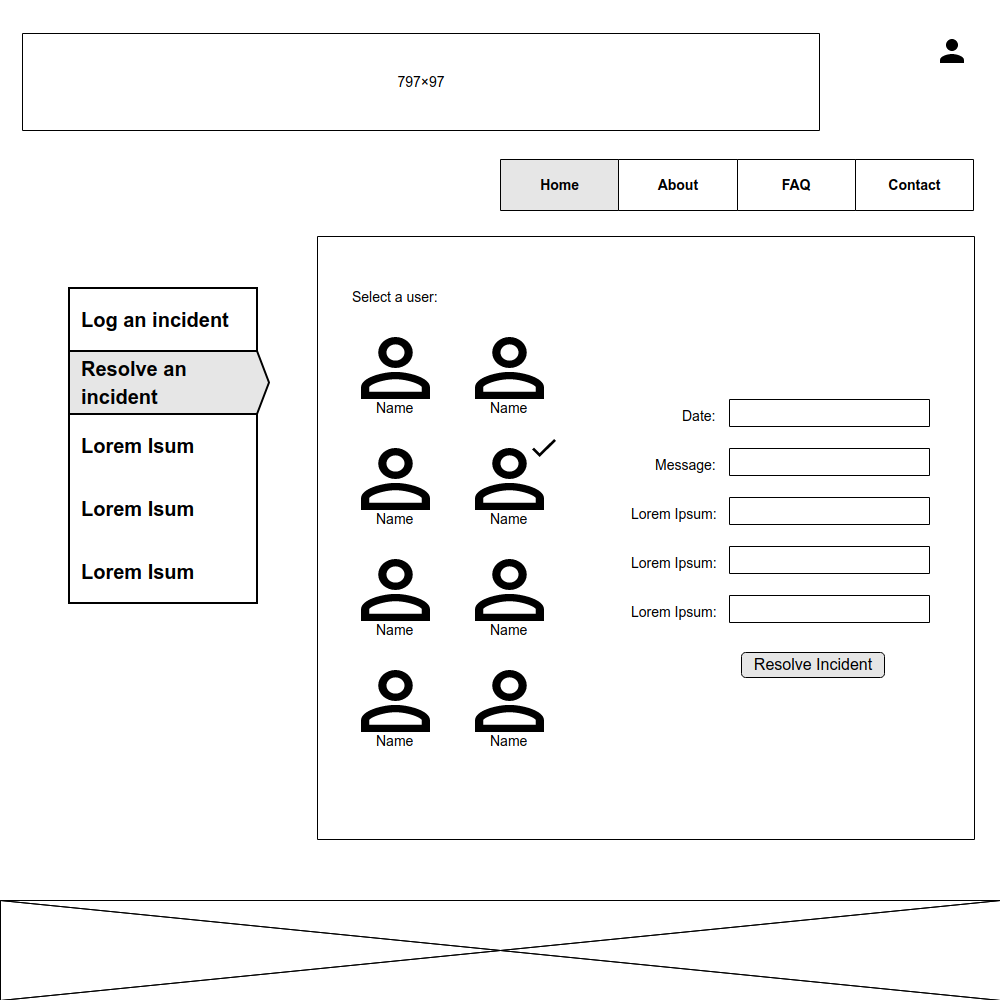 797×97
Home About FAQ Contact
Log an incident
Resolve an
incident
Lorem Isum
Lorem Isum
Lorem Isum
Select a user:
Name Name
Name Name
Name Name
Name Name
Date:
Message:
Lorem Ipsum:
Lorem Ipsum:
Lorem Ipsum:
Resolve Incident